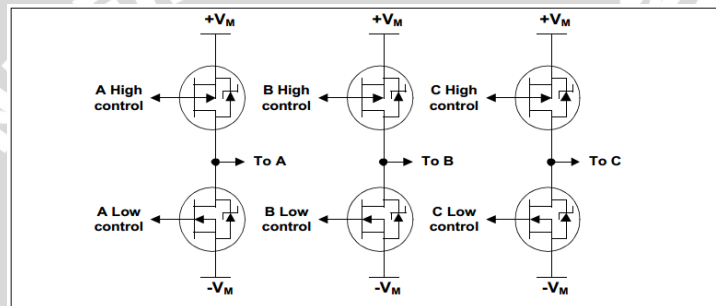 +VM +VM +VM
A High control B High control C High control
To A To B To C
A Low control B Low control C Low control
-VM -VM -VM